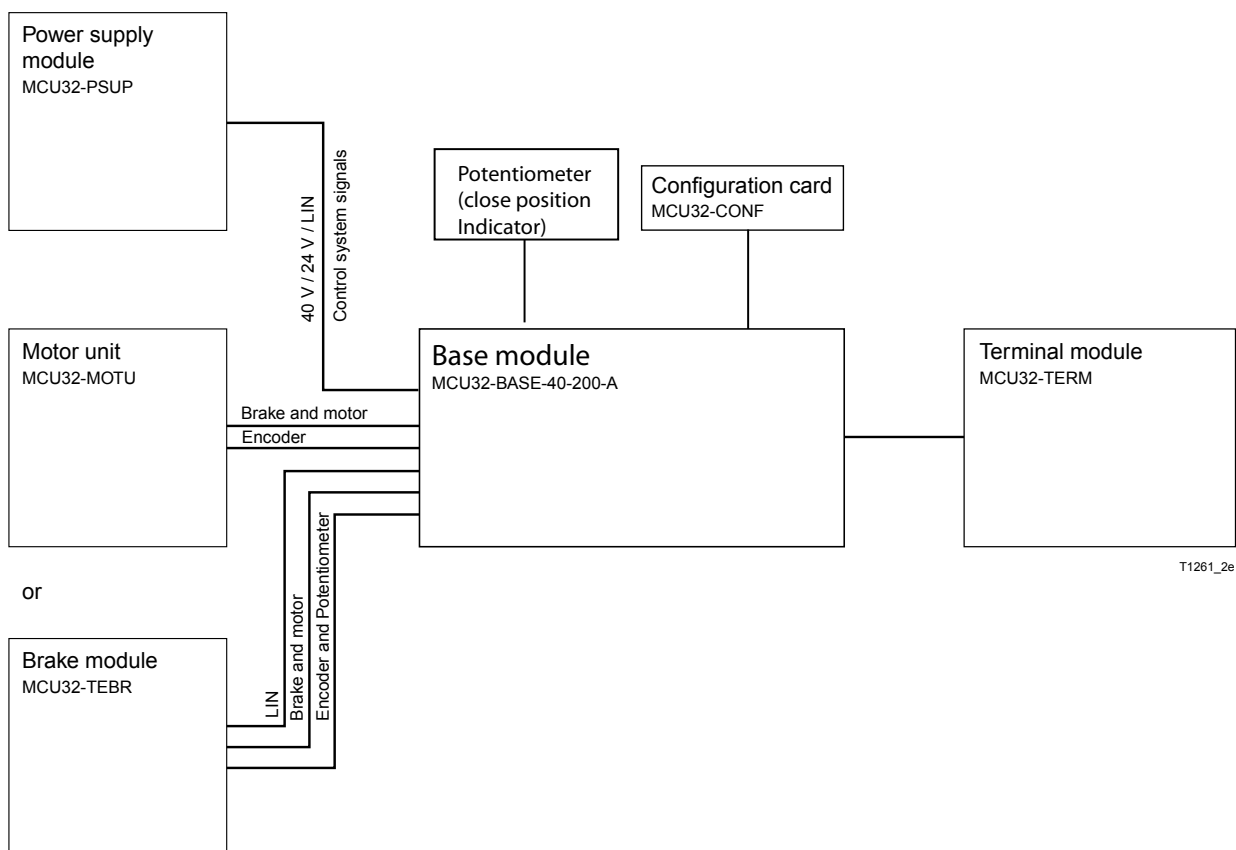 Power supply
module
MCU32-PSUP
40 V / 24 V / LIN
Control system signals
Potentiometer
(close position
Indicator)
Configuration card
MCU32-CONF
Motor unit
MCU32-MOTU
Brake and motor
Encoder
Base module
MCU32-BASE-40-200-A
Terminal module
MCU32-TERM
T1261_2e
or
Brake module
MCU32-TEBR
LIN
Brake and motor
Encoder and Potentiometer